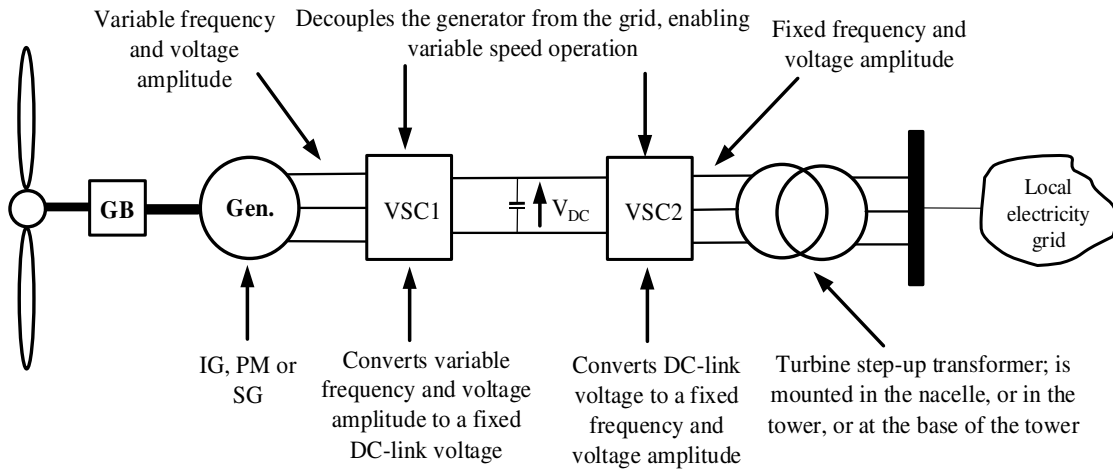 Variable frequency
and voltage
amplitude
Decouples the generator from the grid, enabling
variable speed operation
Fixed frequency
and voltage
amplitude
GB
Gen.
VSC1
V_DC
VSC2
Local
electricity
grid
IG, PM or
SG
Converts variable
frequency and voltage
amplitude to a fixed
DC-link voltage
Converts DC-link
voltage to a fixed
frequency and
voltage amplitude
Turbine step-up transformer; is
mounted in the nacelle, or in the
tower, or at the base of the tower